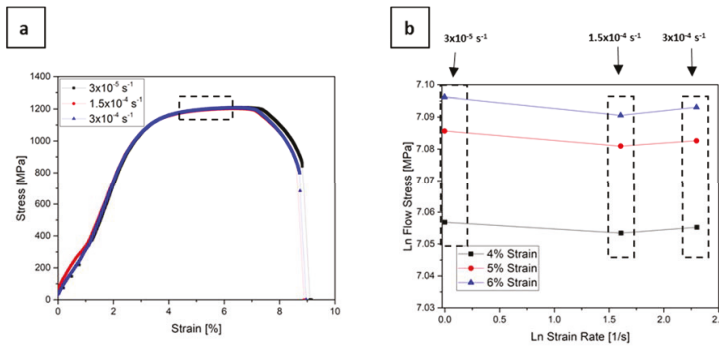 a
1400
1200
1000
800
600
400
200
0
Stress [MPa]
3x10⁻⁵ s⁻¹
1.5x10⁻⁴ s⁻¹
3x10⁻⁴ s⁻¹
0 2 4 6 8 10
Strain [%]
b
3x10⁻⁵ s⁻¹ 1.5x10⁻⁴ s⁻¹ 3x10⁻⁴ s⁻¹
7.10
7.09
7.08
7.07
7.06
7.05
7.04
7.03
Ln Flow Stress [MPa]
4% Strain
5% Strain
6% Strain
0.0 0.5 1.0 1.5 2.0 2.5
Ln Strain Rate [1/s]